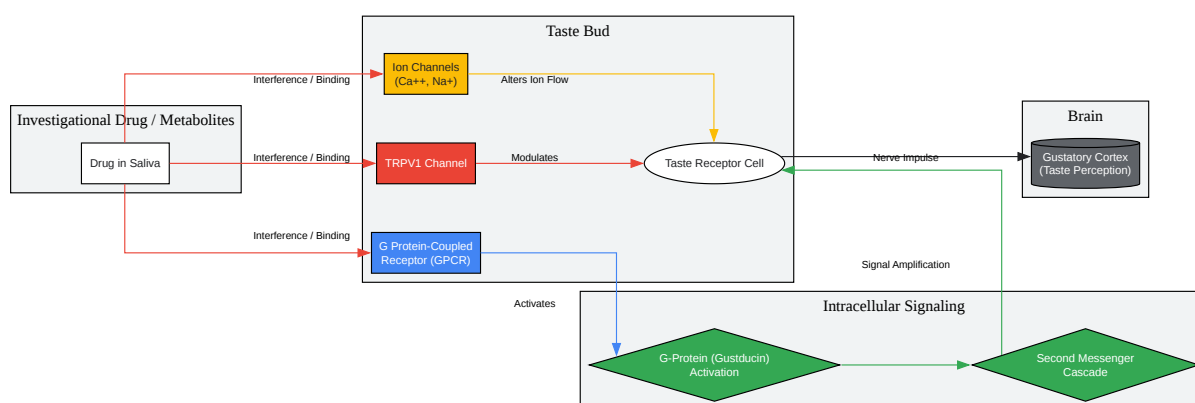 Taste Bud
Ion Channels
(Ca++, Na+)
Interference / Binding
Alters Ion Flow
Investigational Drug / Metabolites
Brain
Drug in Saliva
Interference / Binding
TRPV1 Channel
Modulates
Taste Receptor Cell
Nerve Impulse
Gustatory Cortex
(Taste Perception)
Interference / Binding
G Protein-Coupled
Receptor (GPCR)
Signal Amplification
Activates
Intracellular Signaling
G-Protein (Gustducin)
Activation
Second Messenger
Cascade